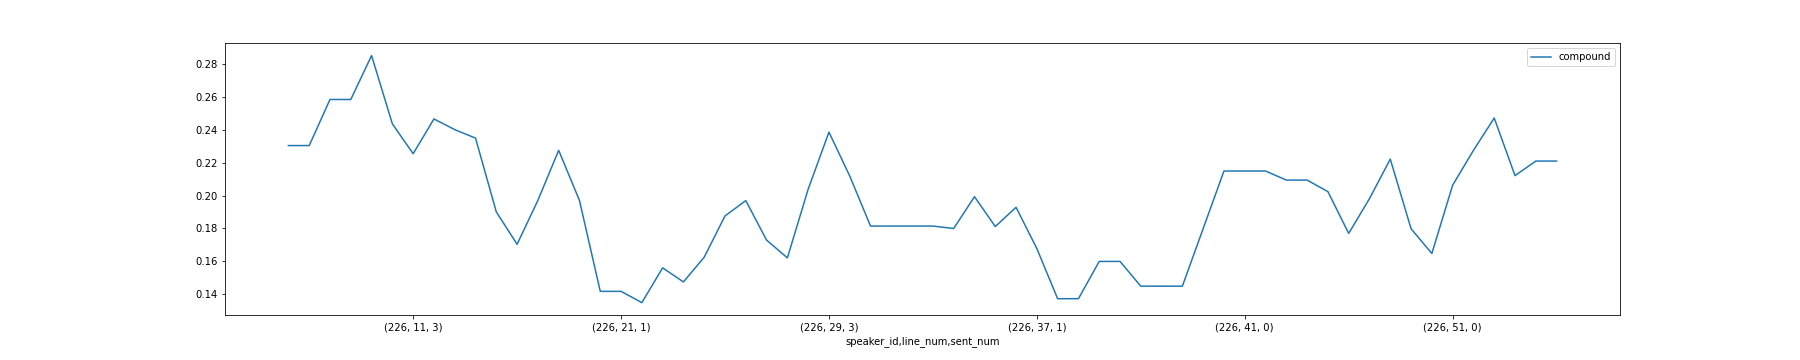 compound
0.28
0.26
0.24
0.22
0.20
0.18
0.16
0.14
(226, 11, 3) (226, 21, 1) (226, 29, 3) (226, 37, 1) (226, 41, 0) (226, 51, 0)
speaker_id,line_num,sent_num